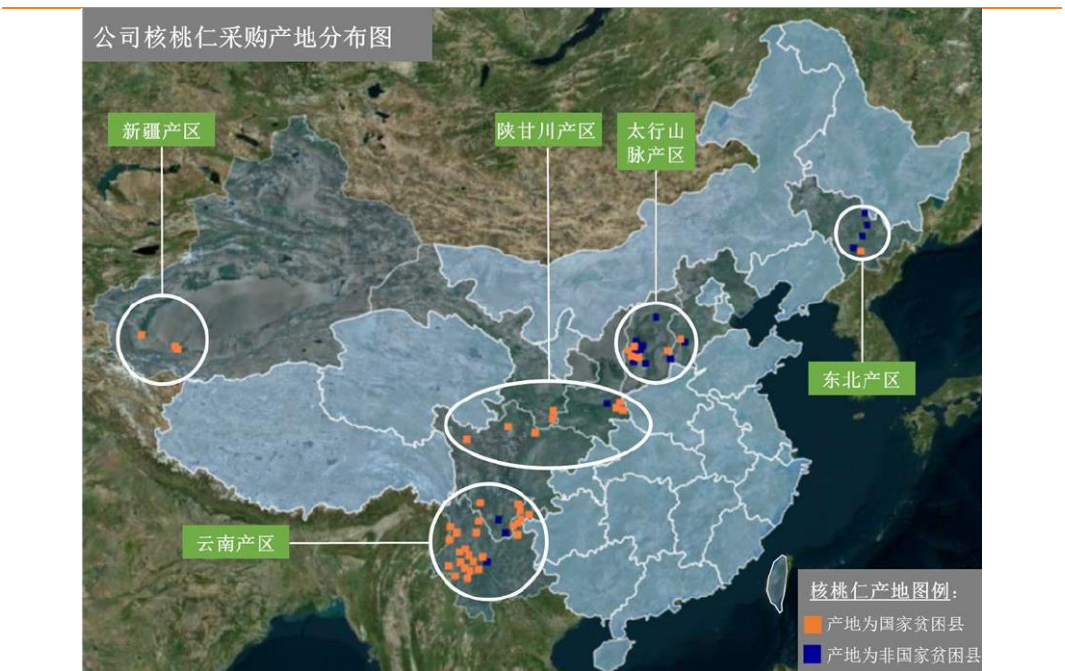 公司核桃仁采购产地分布图
新疆产区
陕甘川产区
太行山
脉产区
东北产区
云南产区
核桃仁产地图例：
产地为国家贫困县
产地为非国家贫困县